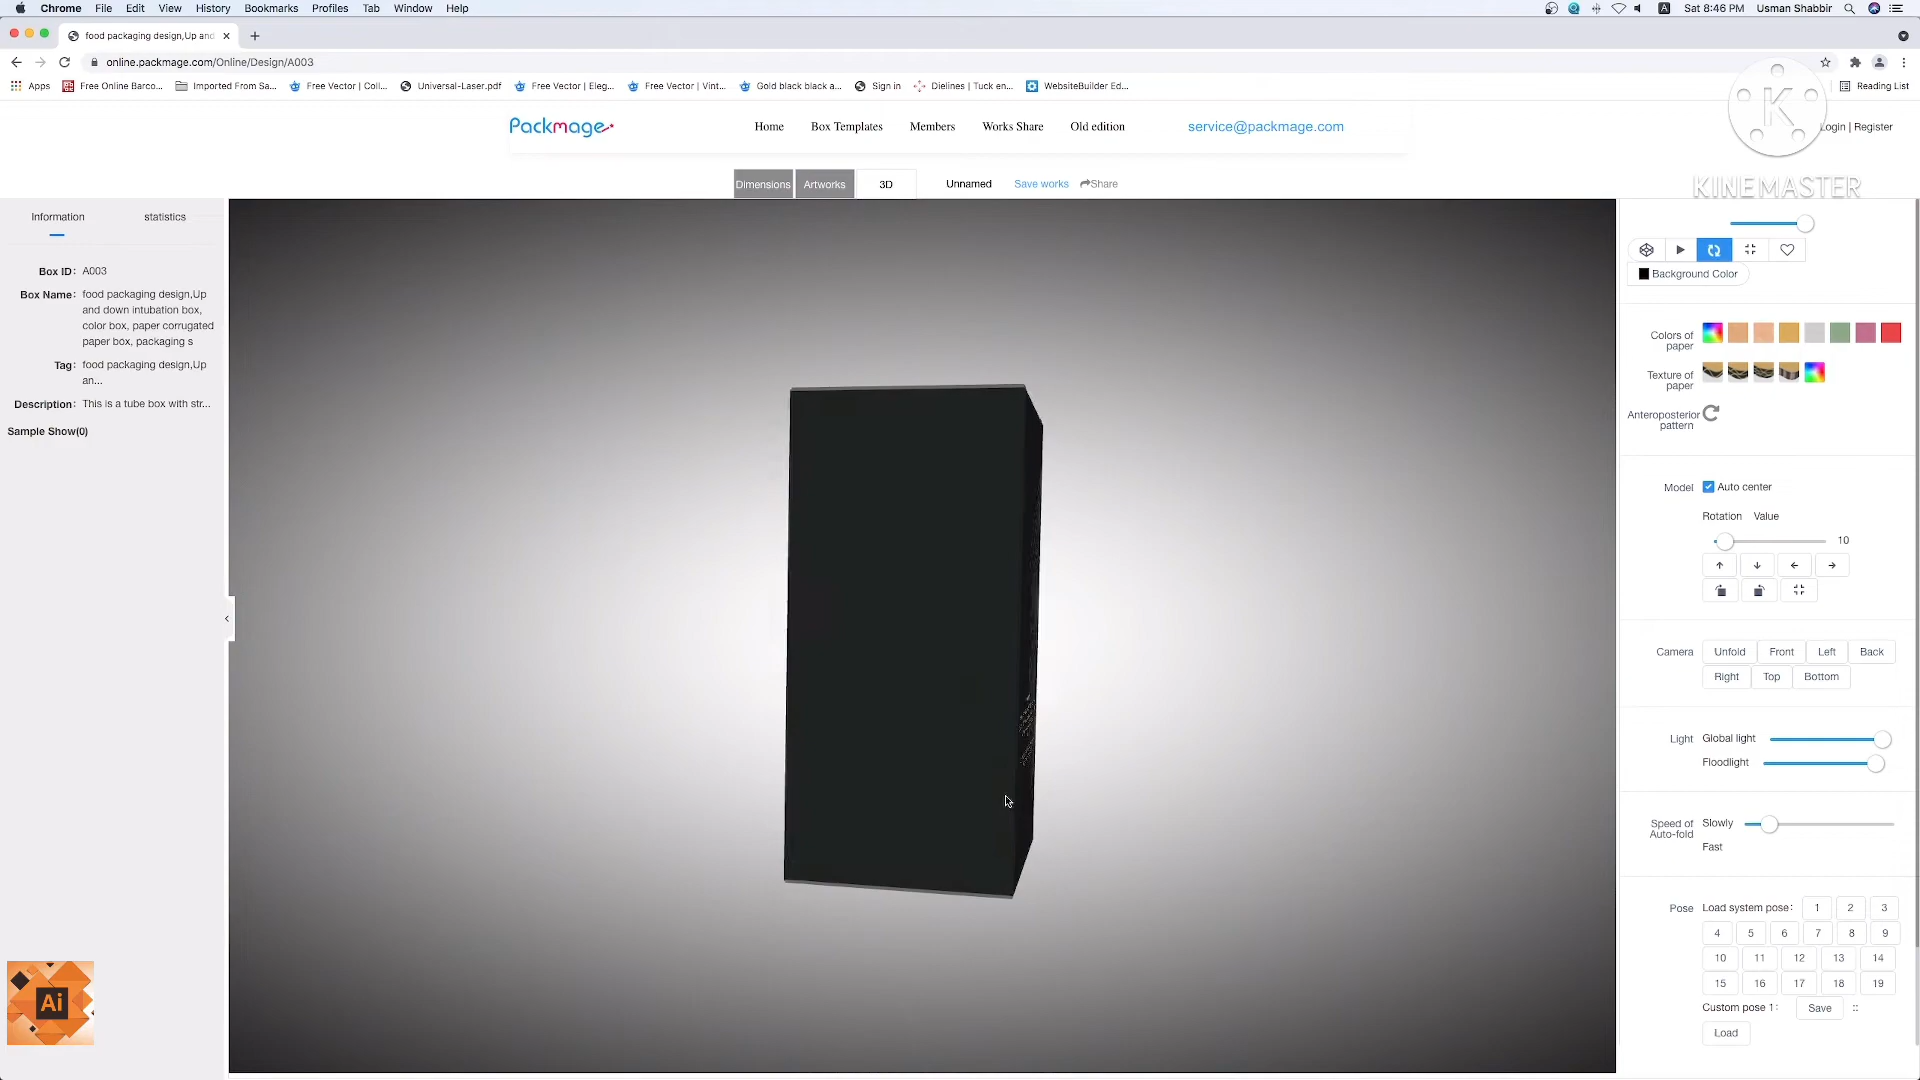 Chrome File Edit View History Bookmarks Profiles Tab Window Help
A Sat 8:46 PM Usman Shabbir
food packaging design,Up and
online.packmage.com/Online/Design/A003
Apps Free Online Barco... Imported From Sa... Free Vector | Coll... Universal-Laser.pdf Free Vector | Eleg... Free Vector | Vint... Gold black black a... Sign in Dielines | Tuck en... WebsiteBuilder Ed... Reading List
Packmage Home Box Templates Members Works Share Old edition service@packmage.com Login | Register
K
KINEMASTER
Dimensions Artworks 3D Unnamed Save works Share
Information statistics
Box ID: A003
Box Name: food packaging design,Up
and down intubation box,
color box, paper corrugated
paper box, packaging s
Tag: food packaging design,Up
an...
Description: This is a tube box with str...
Sample Show(0)
Ai
Background Color
Colors of
paper
Texture of
paper
Anteroposterior
pattern
Model Auto center
Rotation Value
10
Camera Unfold Front Left Back
Right Top Bottom
Light Global light
Floodlight
Speed of
Auto-fold
Slowly
Fast
Pose Load system pose: 1 2 3
4 5 6 7 8 9
10 11 12 13 14
15 16 17 18 19
Custom pose 1: Save ::
Load